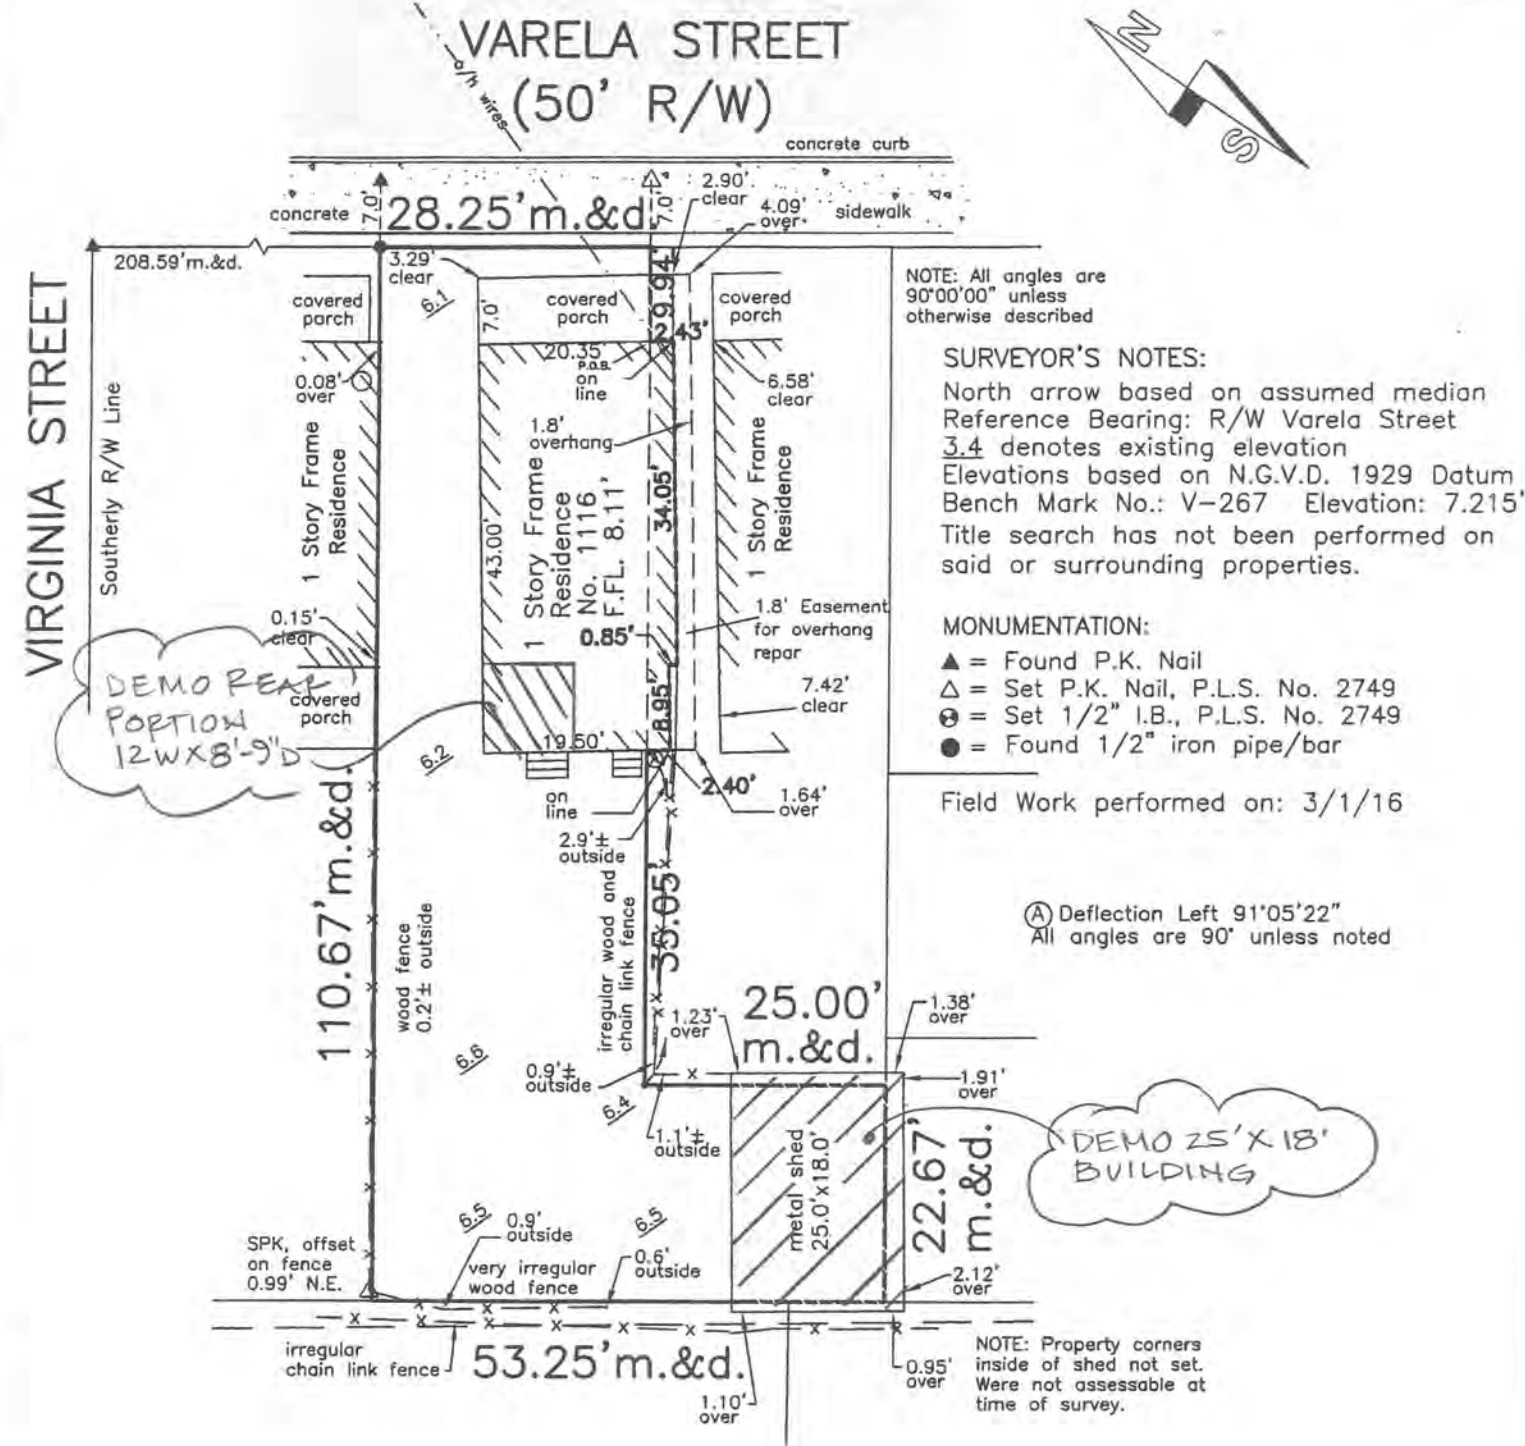 VARELA STREET
(50' R/W)
o/h wires
N
S
concrete curb
concrete
7.0'
28.25'm.&d.
7.0'
2.90'
clear
4.09'
over
sidewalk
208.59'm.&d.
VIRGINIA STREET
Southerly R/W Line
3.29'
clear
6.1
covered
porch
7.0'
covered
porch
9.94'
2.43'
covered
porch
20.35'
P.O.B.
on
line
0.08'
over
6.58'
clear
1.8'
overhang
1 Story Frame
Residence
43.00'
1 Story Frame
Residence
No. 1116
F.FL. 8.11'
34.05'
1 Story Frame
Residence
0.85'
1.8' Easement
for overhang
repar
0.15'
clear
DEMO REAR
PORTION
12WX8'-9"D
covered
porch
7.42'
clear
8.95'
19.50'
6.2
2.40'
1.64'
over
on
line
2.9'±
outside
NOTE: All angles are
90°00'00" unless
otherwise described
SURVEYOR'S NOTES:
North arrow based on assumed median
Reference Bearing: R/W Varela Street
3.4 denotes existing elevation
Elevations based on N.G.V.D. 1929 Datum
Bench Mark No.: V-267 Elevation: 7.215'
Title search has not been performed on
said or surrounding properties.
MONUMENTATION:
▲ = Found P.K. Nail
△ = Set P.K. Nail, P.L.S. No. 2749
= Set 1/2" I.B., P.L.S. No. 2749
● = Found 1/2" iron pipe/bar
Field Work performed on: 3/1/16
Ⓐ Deflection Left 91°05'22"
All angles are 90° unless noted
110.67'm.&d.
wood fence
0.2'± outside
irregular wood and
chain link fence
35.05'
25.00'
m.&d.
1.23'
over
1.38'
over
6.6
0.9'±
outside
6.4
1.1'±
outside
1.91'
over
metal shed
25.0'x18.0'
22.67'
m.&d.
DEMO 25'X18'
BUILDING
6.5
0.9'
outside
6.5
SPK, offset
on fence
0.99' N.E.
very irregular
wood fence
0.6'
outside
2.12'
over
irregular
chain link fence
53.25'm.&d.
1.10'
over
0.95'
over
NOTE: Property corners
inside of shed not set.
Were not assessable at
time of survey.